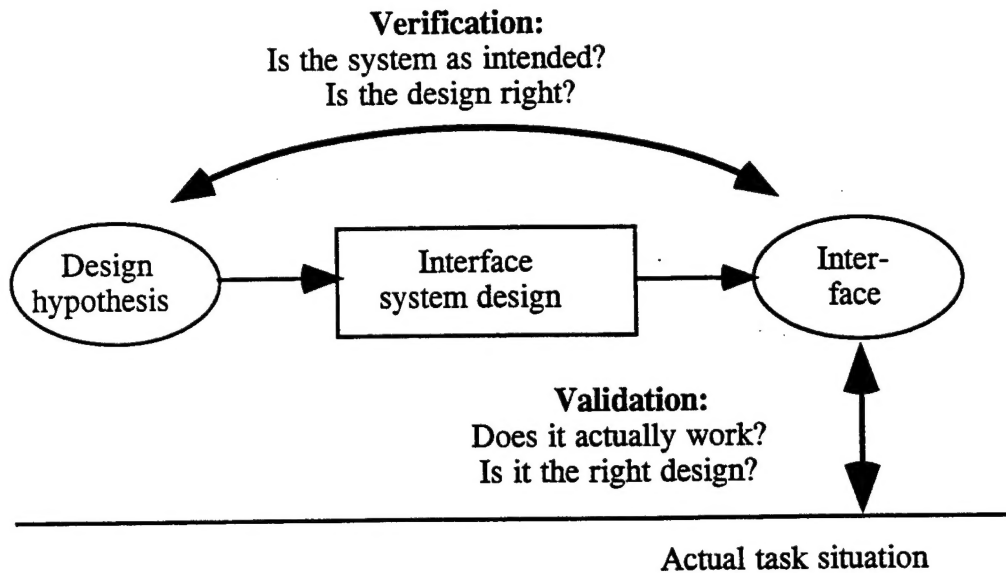 Verification:
Is the system as intended?
Is the design right?
Design
hypothesis
Interface
system design
Inter-
face
Validation:
Does it actually work?
Is it the right design?
Actual task situation